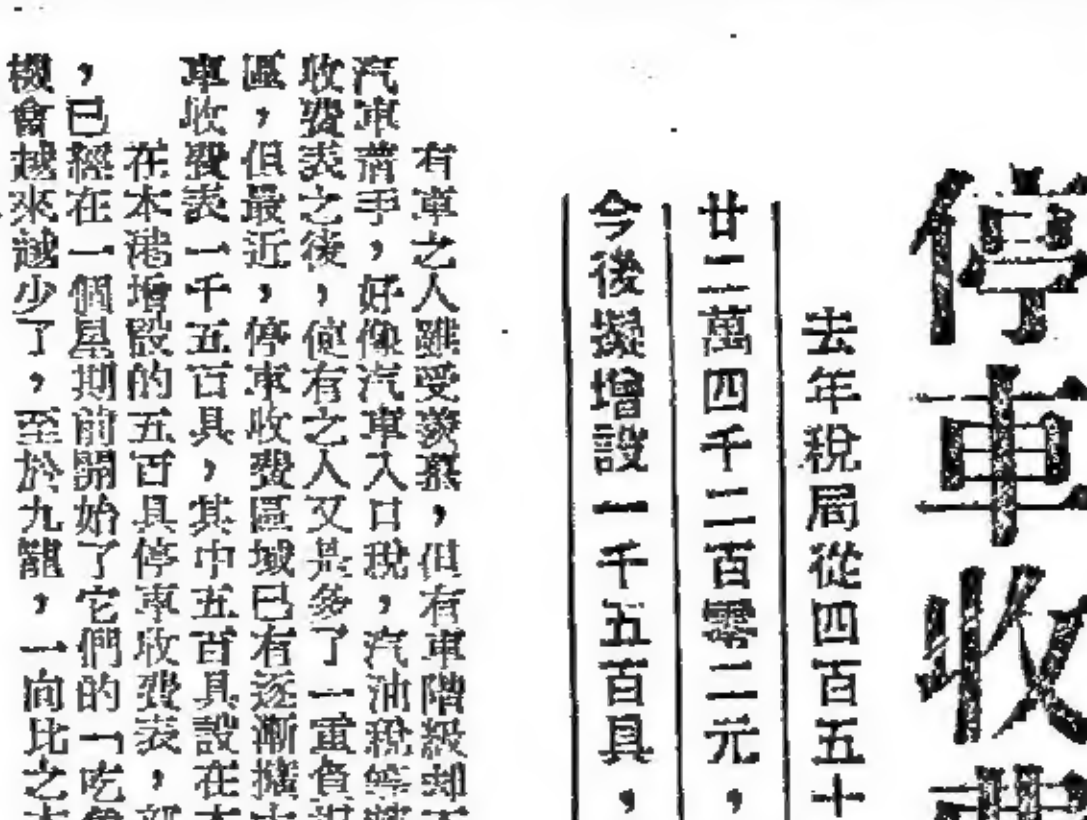 停車收費
去年稅局從四百五十
廿二萬四千二百零二元，
今後擬增設一千五百具，
有車之人雖受羨慕，但有車階級却不
汽車着手，好像汽車入口稅，汽油稅等
收費表之後，使有之人又是多了一重負担
區，但最近，停車收費區域已有逐漸擴
車收費表一千五百具，其中五百具設在本
在本港增設的五百具停車收費表，
，已經在一個星期前開始了它們的「吃
機會越來越少了，至於九龍，一向比之